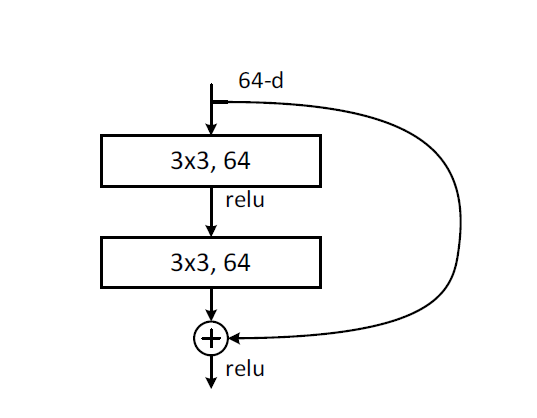 64-d
3x3, 64
relu
3x3, 64
relu